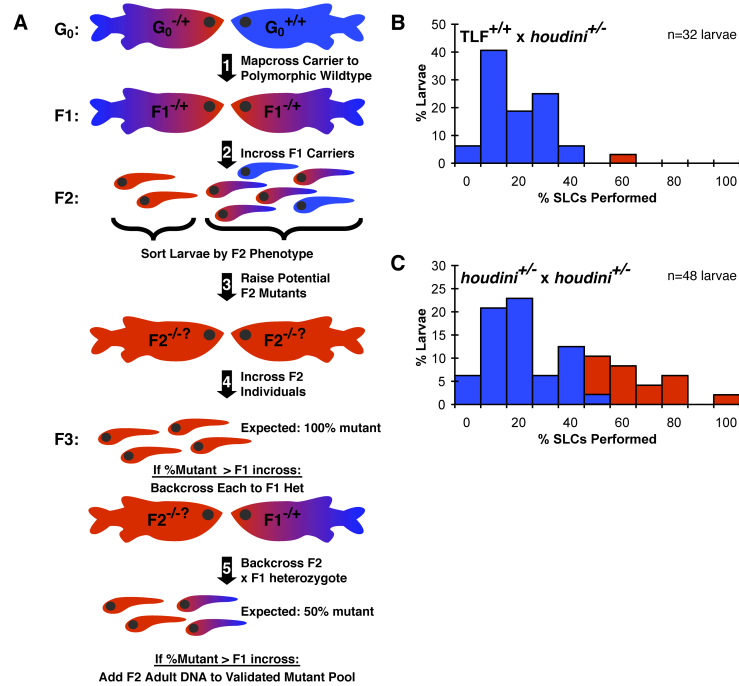 A
G₀:
G₀⁻/⁺
G₀⁺/⁺
1
Mapcross Carrier to
Polymorphic Wildtype
F1:
F1⁻/⁺
F1⁻/⁺
2
Incross F1 Carriers
F2:
Sort Larvae by F2 Phenotype
3
Raise Potential
F2 Mutants
F2⁻/⁻?
F2⁻/⁻?
4
Incross F2
Individuals
F3:
Expected: 100% mutant
If %Mutant > F1 incross:
Backcross Each to F1 Het
F2⁻/⁻?
F1⁻/⁺
5
Backcross F2
x F1 heterozygote
Expected: 50% mutant
If %Mutant > F1 incross:
Add F2 Adult DNA to Validated Mutant Pool
B
TLF⁺/⁺ x houdini⁺/⁻
n=32 larvae
% Larvae
50
40
30
20
10
0
0 20 40 60 80 100
% SLCs Performed
C
houdini⁺/⁻ x houdini⁺/⁻
n=48 larvae
% Larvae
30
25
20
15
10
5
0
0 20 40 60 80 100
% SLCs Performed